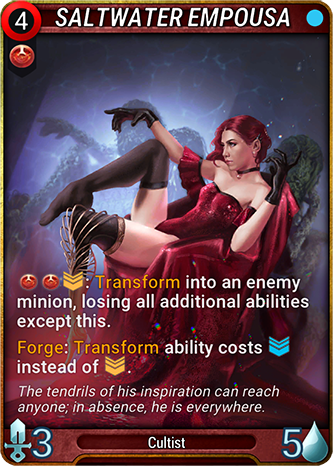 4 SALTWATER EMPOUSA
: Transform into an enemy
minion, losing all additional abilities
except this.
Forge: Transform ability costs
instead of .
The tendrils of his inspiration can reach
anyone; in absence, he is everywhere.
3 Cultist 5